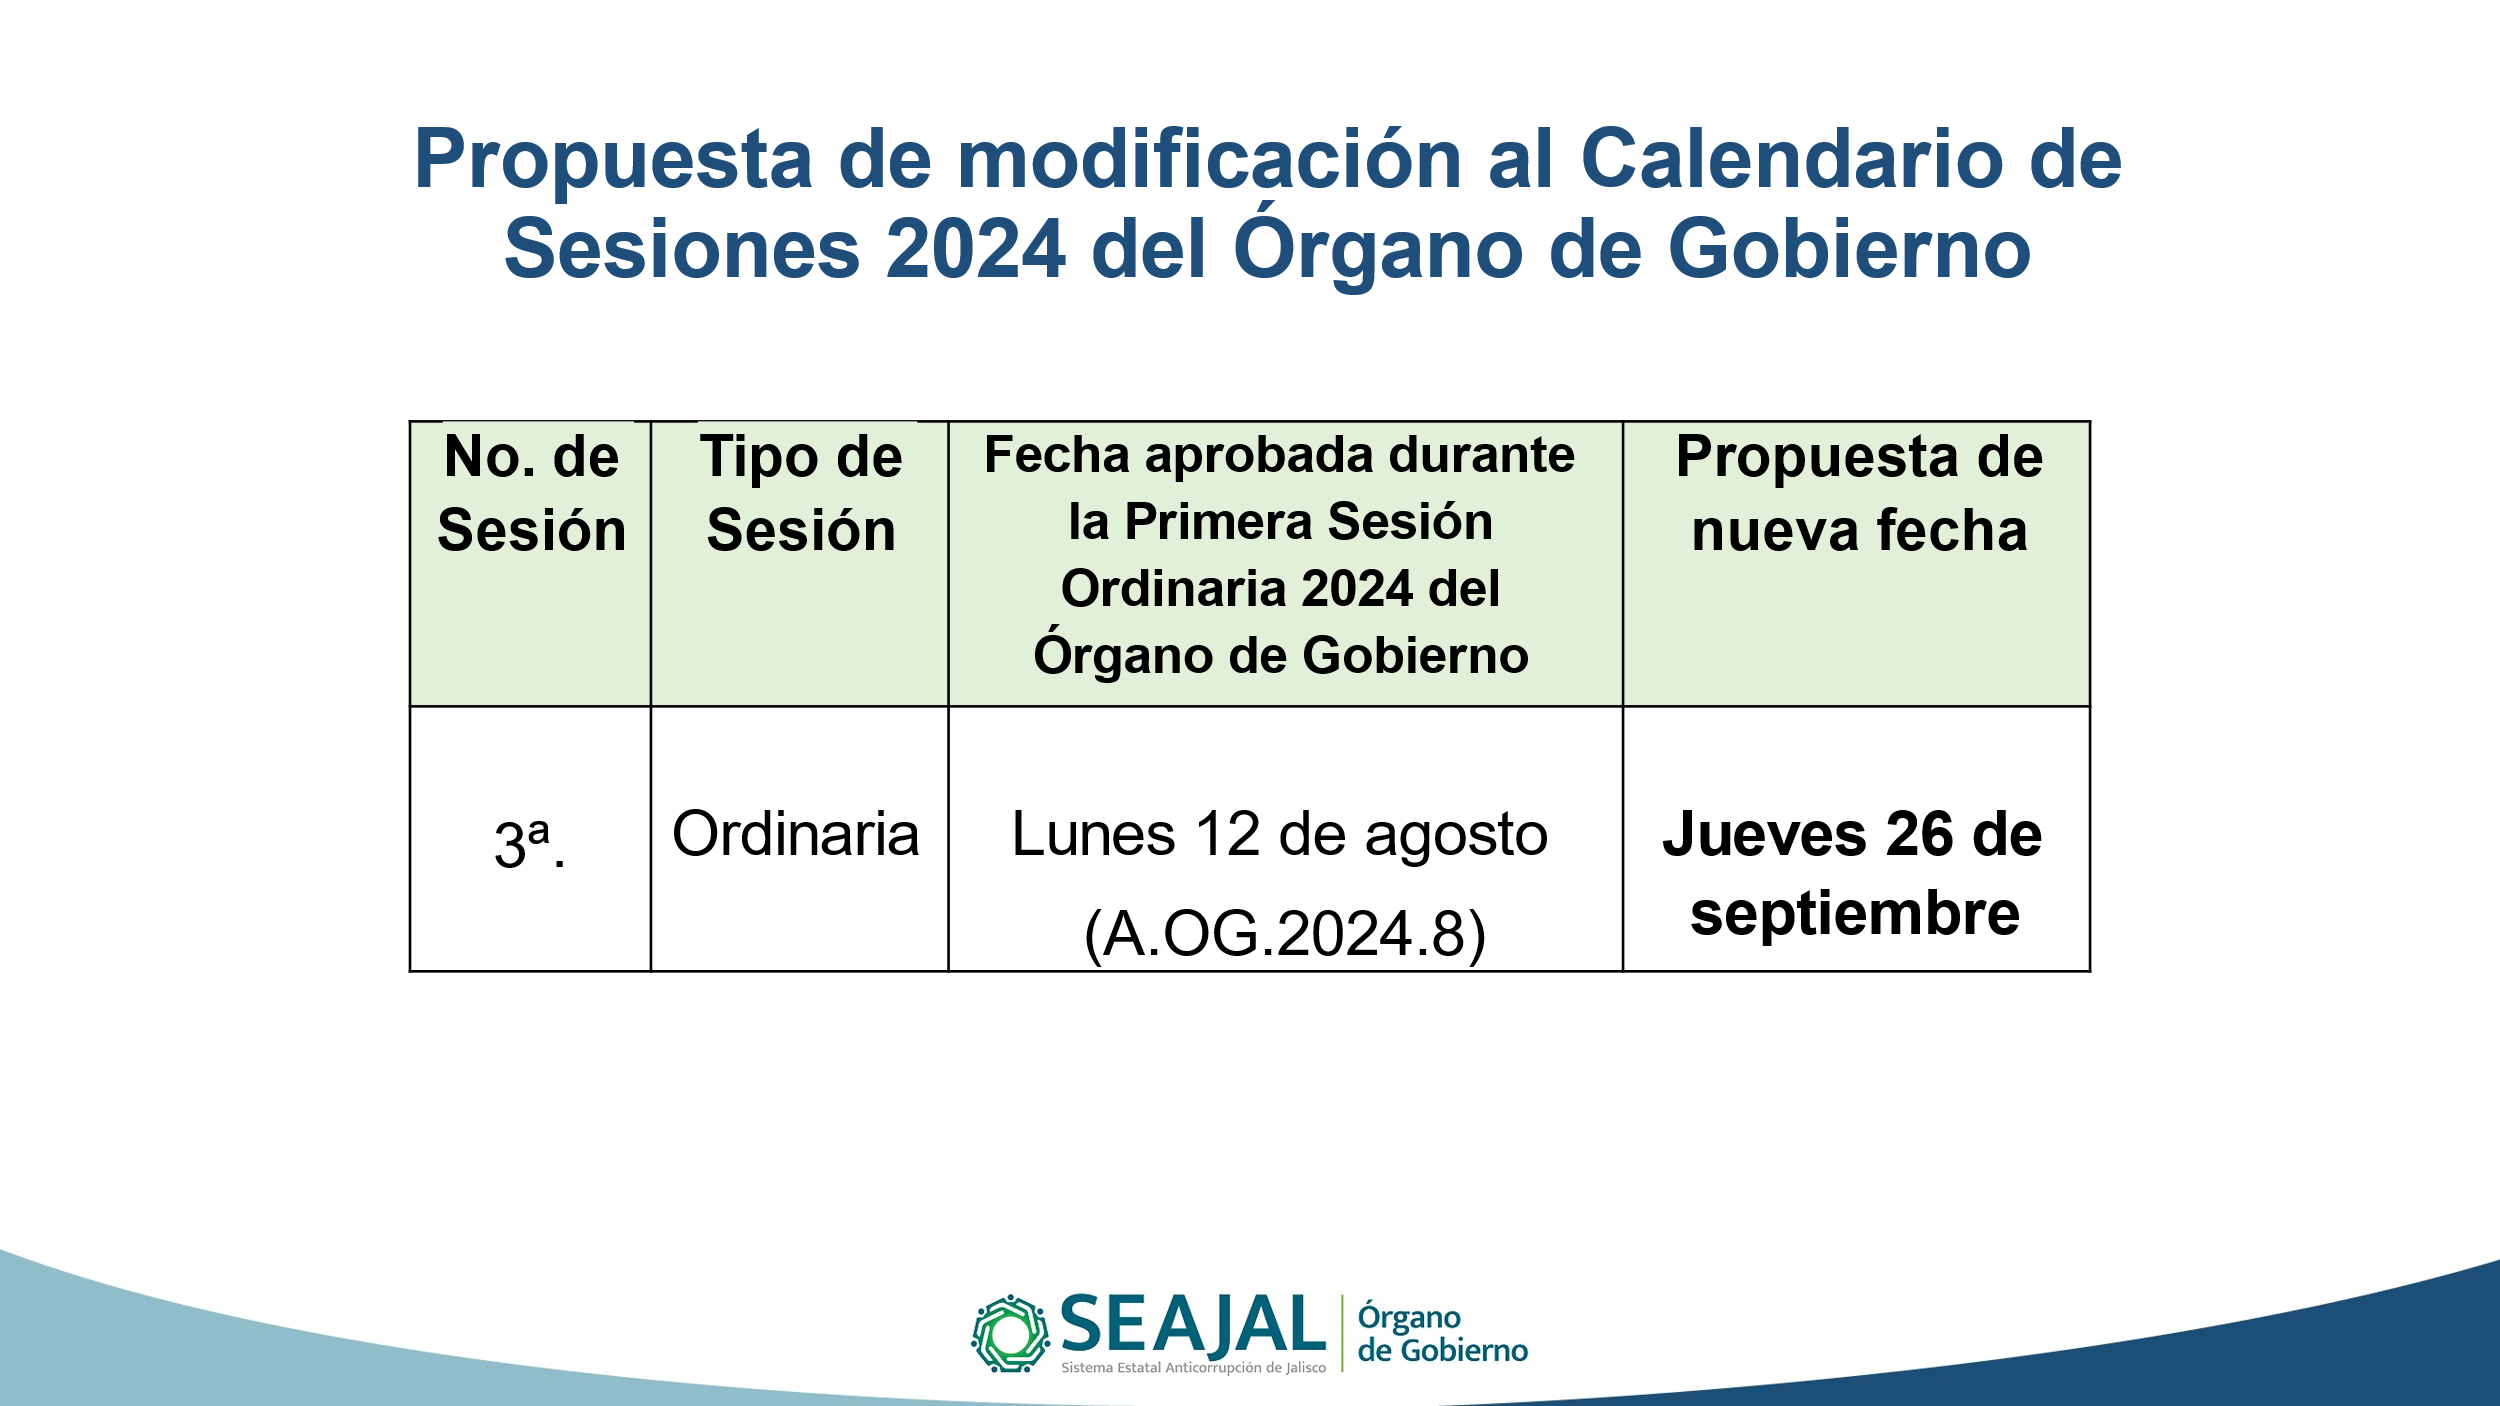 Propuesta de modificación al Calendario de
Sesiones 2024 del Órgano de Gobierno
No. de
Sesión
Tipo de
Sesión
Fecha aprobada durante
la Primera Sesión
Ordinaria 2024 del
Órgano de Gobierno
Propuesta de
nueva fecha
3ª.
Ordinaria
Lunes 12 de agosto
(A.OG.2024.8)
Jueves 26 de
septiembre
SEAJAL
Sistema Estatal Anticorrupción de Jalisco
Órgano
de Gobierno